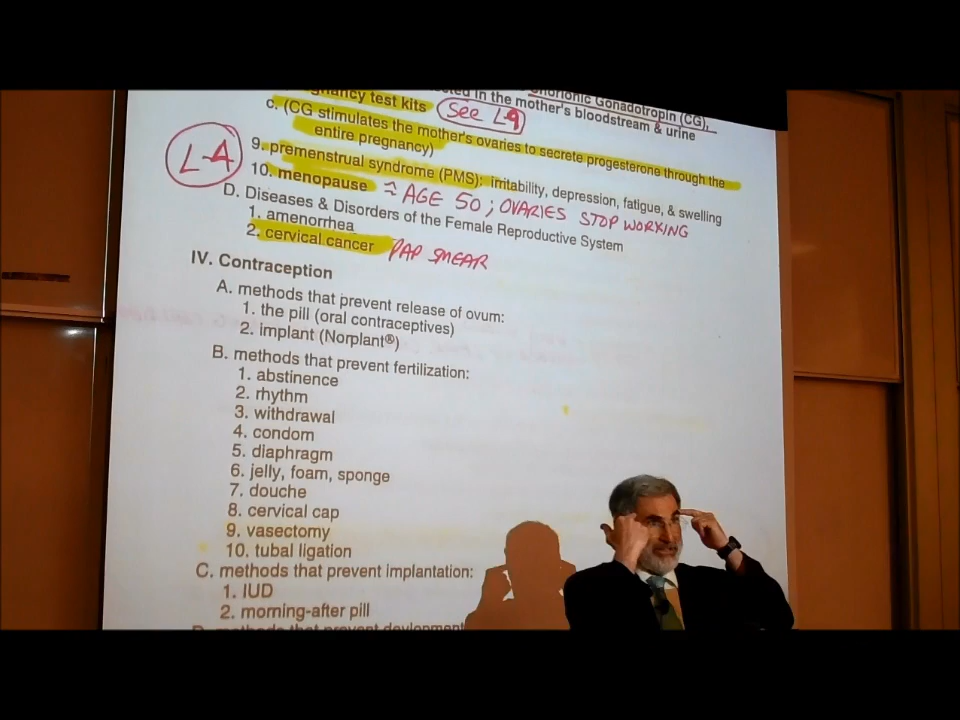 Chorionic Gonadotropin (CG),
in the mother's bloodstream & urine
pregnancy test kits See L-9
c. (CG stimulates the mother's ovaries to secrete progesterone through the
entire pregnancy)
L-A
9. premenstrual syndrome (PMS): irritability, depression, fatigue, & swelling
10. menopause ≈ AGE 50 ; OVARIES STOP WORKING
D. Diseases & Disorders of the Female Reproductive System
1. amenorrhea
2. cervical cancer PAP SMEAR
IV. Contraception
A. methods that prevent release of ovum:
1. the pill (oral contraceptives)
2. implant (Norplant®)
B. methods that prevent fertilization:
1. abstinence
2. rhythm
3. withdrawal
4. condom
5. diaphragm
6. jelly, foam, sponge
7. douche
8. cervical cap
9. vasectomy
10. tubal ligation
C. methods that prevent implantation:
1. IUD
2. morning-after pill